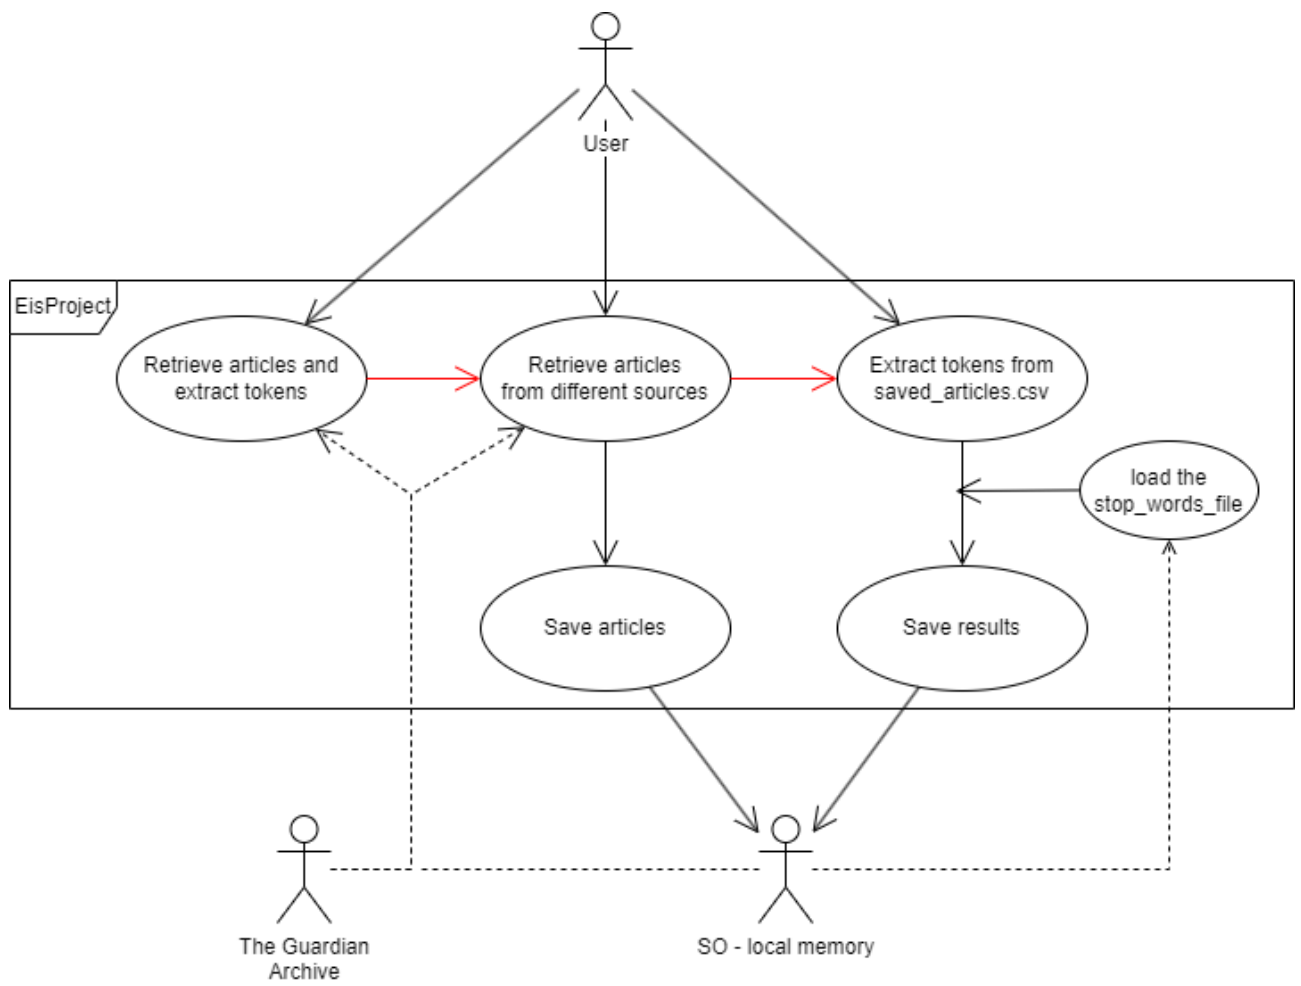 User
EisProject
Retrieve articles and
extract tokens
Retrieve articles
from different sources
Extract tokens from
saved_articles.csv
load the
stop_words_file
Save articles
Save results
The Guardian
Archive
SO - local memory